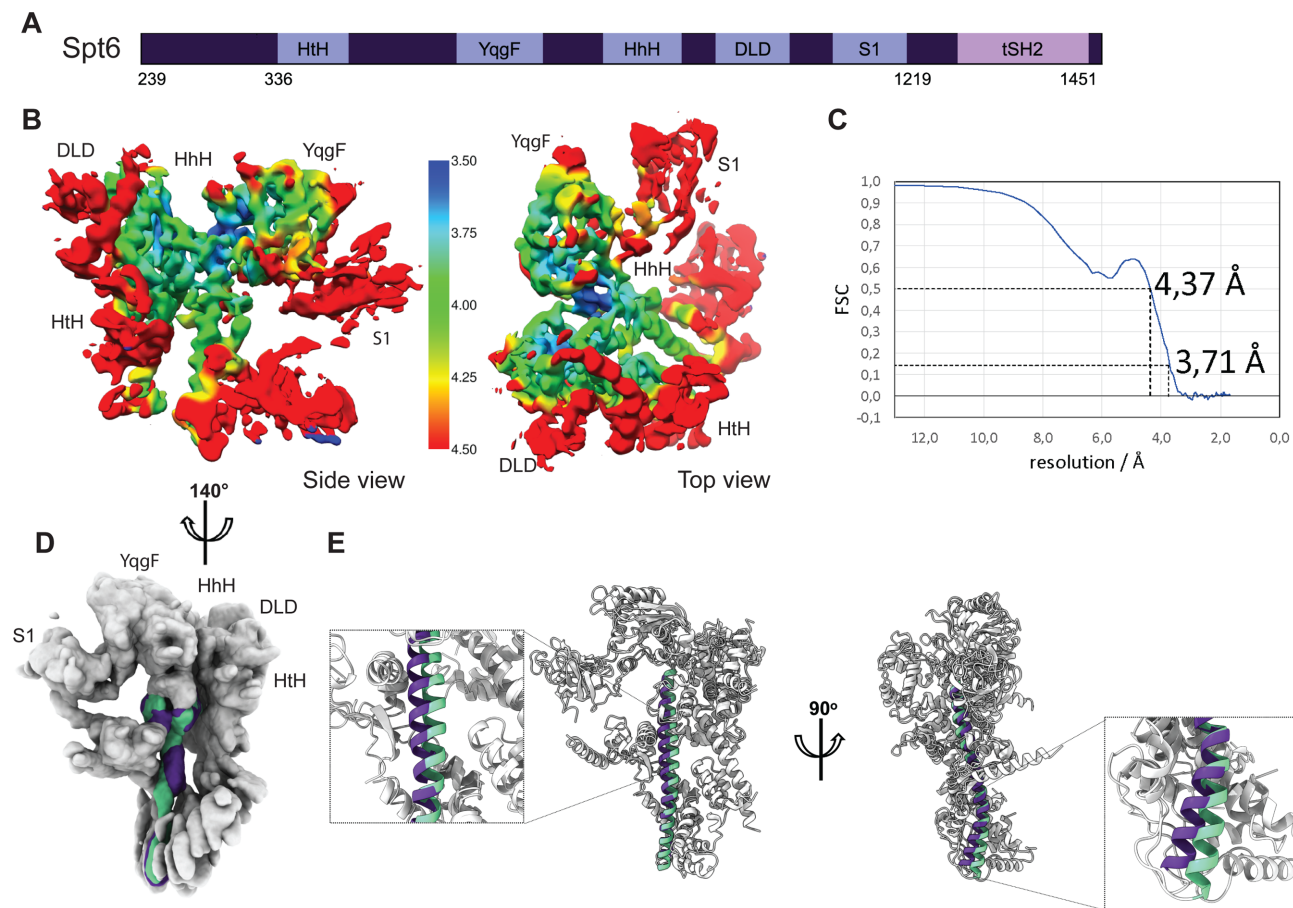 A
Spt6
HtH
YqgF
HhH
DLD
S1
tSH2
239
336
1219
1451
B
DLD
HhH
YqgF
HtH
S1
Side view
3.50
3.75
4.00
4.25
4.50
YqgF
S1
HhH
HtH
DLD
Top view
C
1,0
0,9
0,8
0,7
0,6
0,5
0,4
0,3
0,2
0,1
0,0
-0,1
FSC
4,37 Å
3,71 Å
12,0
10,0
8,0
6,0
4,0
2,0
0,0
resolution / Å
140°
D
YqgF
HhH
DLD
S1
HtH
E
90°